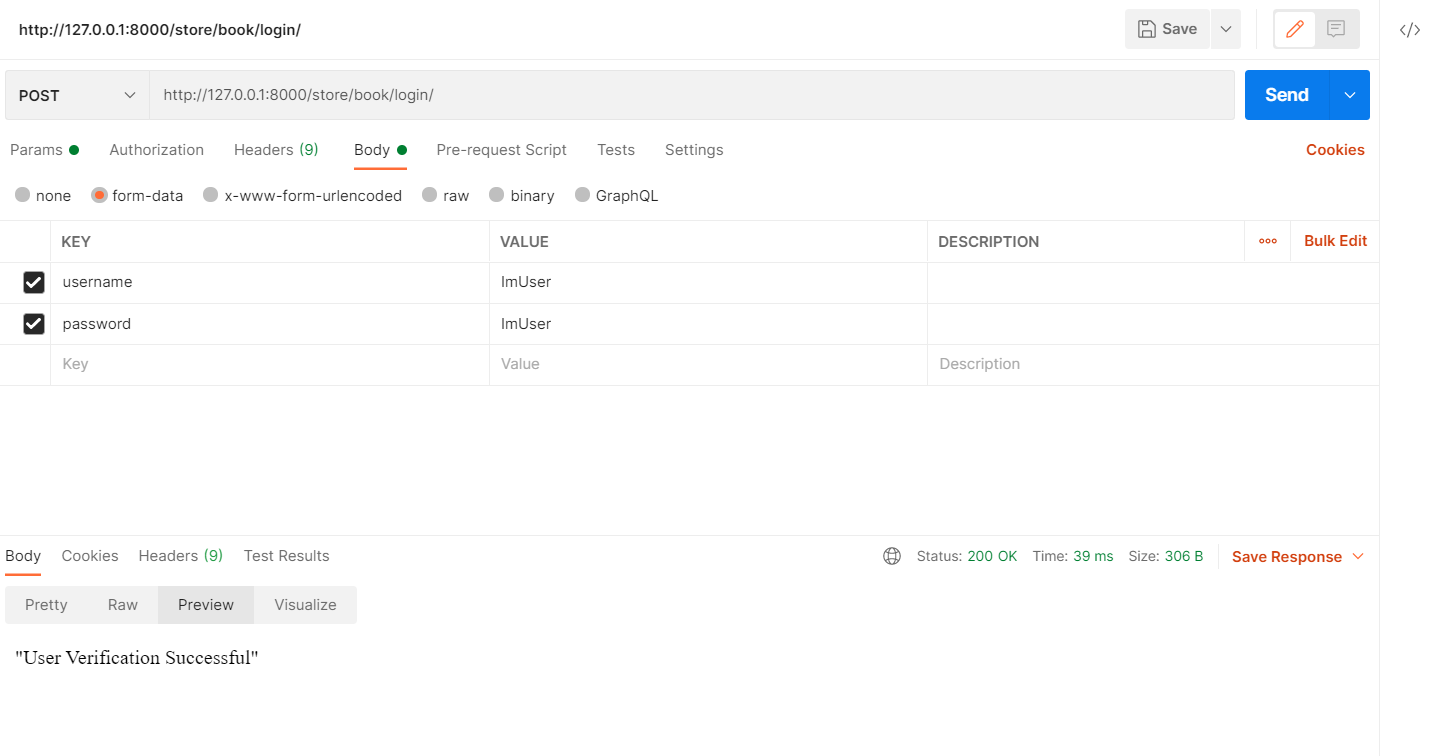 http://127.0.0.1:8000/store/book/login/
Save
</>
POST
http://127.0.0.1:8000/store/book/login/
Send
Params
Authorization
Headers (9)
Body
Pre-request Script
Tests
Settings
Cookies
none
form-data
x-www-form-urlencoded
raw
binary
GraphQL
KEY
VALUE
DESCRIPTION
Bulk Edit
username
ImUser
password
ImUser
Key
Value
Description
Body
Cookies
Headers (9)
Test Results
Status: 200 OK
Time: 39 ms
Size: 306 B
Save Response
Pretty
Raw
Preview
Visualize
"User Verification Successful"